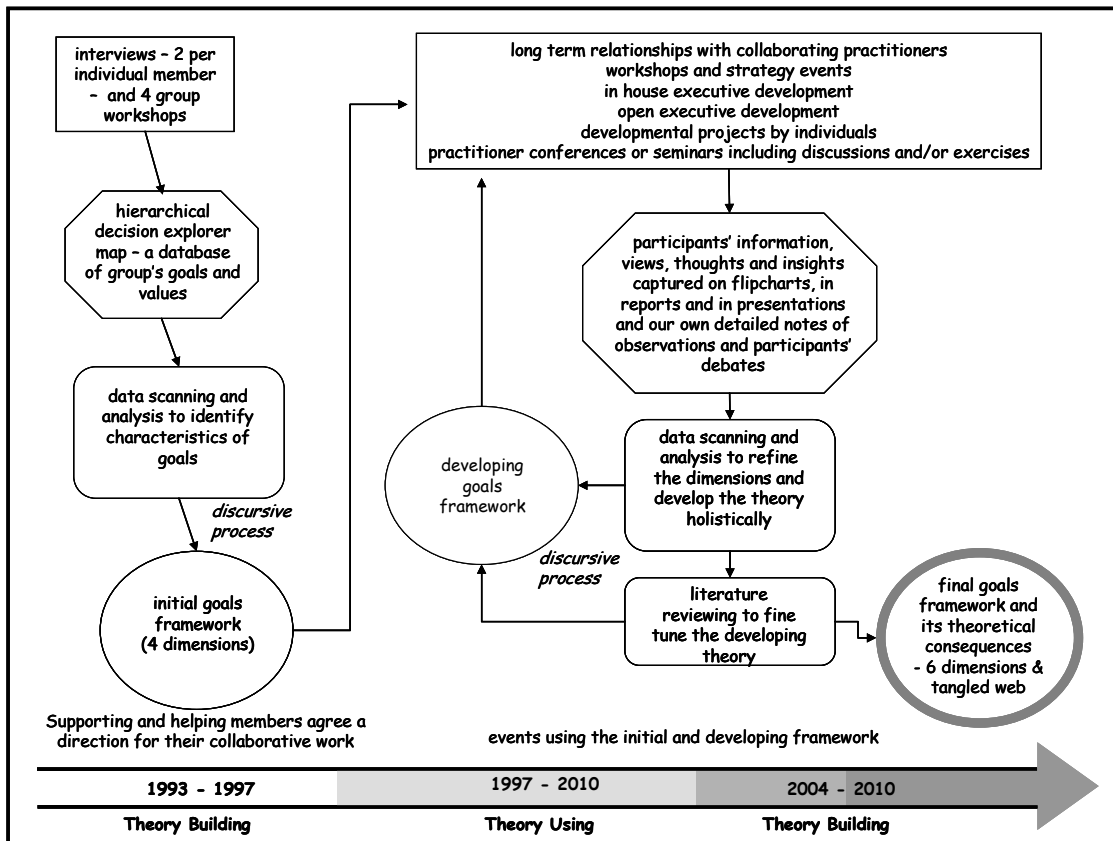 interviews – 2 per
individual member
– and 4 group
workshops
hierarchical
decision explorer
map – a database
of group's goals and
values
data scanning and
analysis to identify
characteristics of
goals
discursive
process
initial goals
framework
(4 dimensions)
Supporting and helping members agree a
direction for their collaborative work
long term relationships with collaborating practitioners
workshops and strategy events
in house executive development
open executive development
developmental projects by individuals
practitioner conferences or seminars including discussions and/or exercises
participants' information,
views, thoughts and insights
captured on flipcharts, in
reports and in presentations
and our own detailed notes of
observations and participants'
debates
data scanning and
analysis to refine
the dimensions and
develop the theory
holistically
developing
goals
framework
discursive
process
literature
reviewing to fine
tune the developing
theory
final goals
framework and
its theoretical
consequences
- 6 dimensions &
tangled web
events using the initial and developing framework
1993 - 1997
1997 - 2010
2004 - 2010
Theory Building
Theory Using
Theory Building